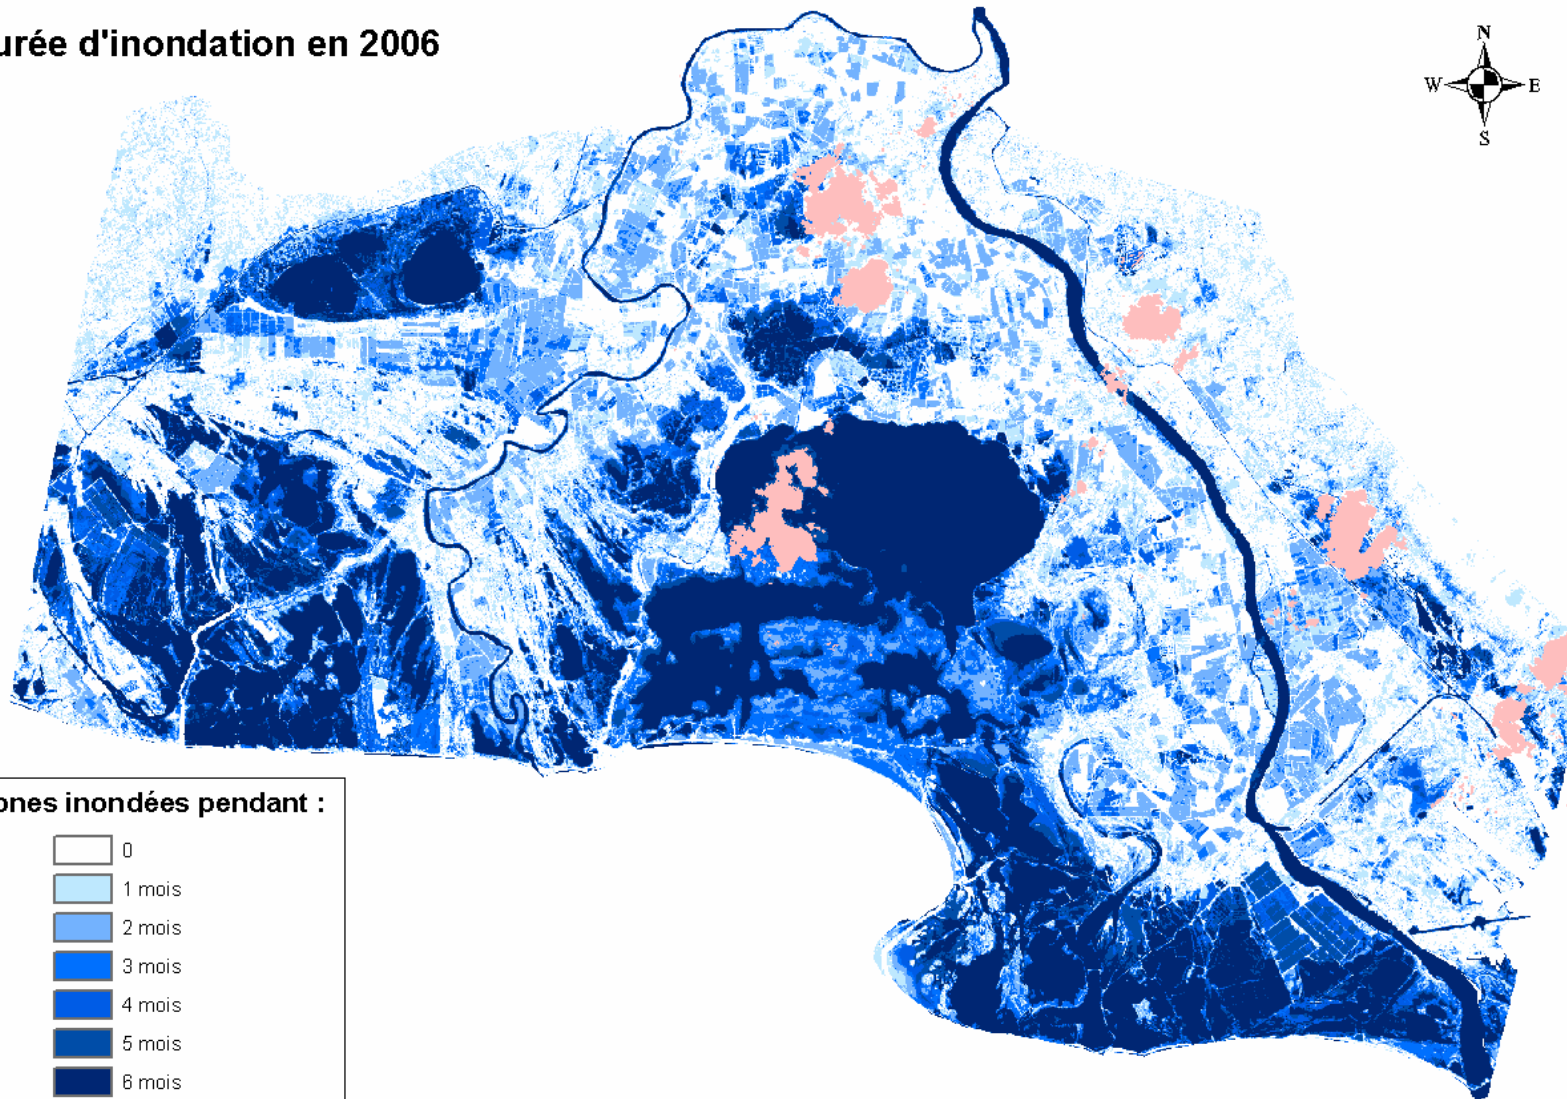 urée d'inondation en 2006
N
W
E
S
ones inondées pendant :
0
1 mois
2 mois
3 mois
4 mois
5 mois
6 mois